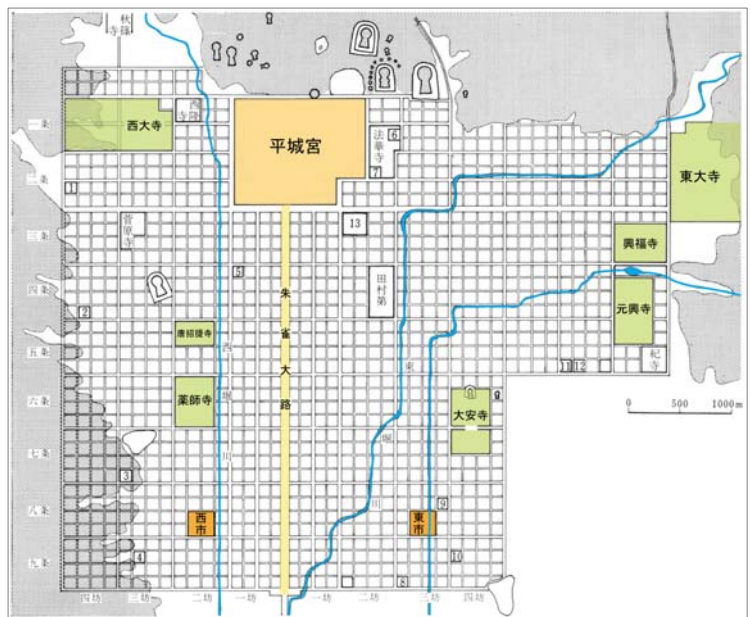 秋篠寺
西大寺
西隆寺
平城宮
法華寺
6
7
東大寺
一条
二条
三条
四条
五条
六条
七条
八条
九条
1
菅原寺
13
興福寺
5
田村第
朱雀大路
元興寺
2
唐招提寺
紀寺
西堀川
東堀川
11
12
薬師寺
大安寺
0 500 1000m
3
9
西市
東市
4
10
8
四坊 三坊 二坊 一坊 一坊 二坊 三坊 四坊